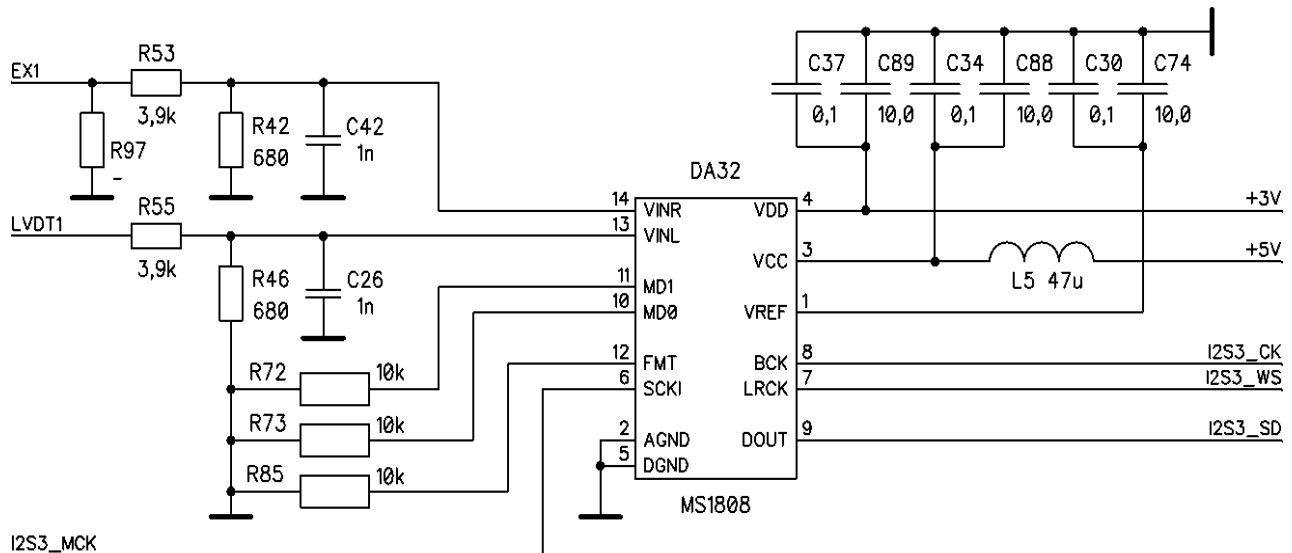 EX1
R53
3,9k
R97
-
R42
680
C42
1n
LVDT1
R55
3,9k
R46
680
C26
1n
R72
10k
R73
10k
R85
10k
I2S3_MCK
DA32
14 VINR
13 VINL
11 MD1
10 MD0
12 FMT
6 SCKI
2 AGND
5 DGND
VDD 4
VCC 3
VREF 1
BCK 8
LRCK 7
DOUT 9
MS1808
C37
0,1
C89
10,0
C34
0,1
C88
10,0
C30
0,1
C74
10,0
+3V
+5V
L5 47u
I2S3_CK
I2S3_WS
I2S3_SD